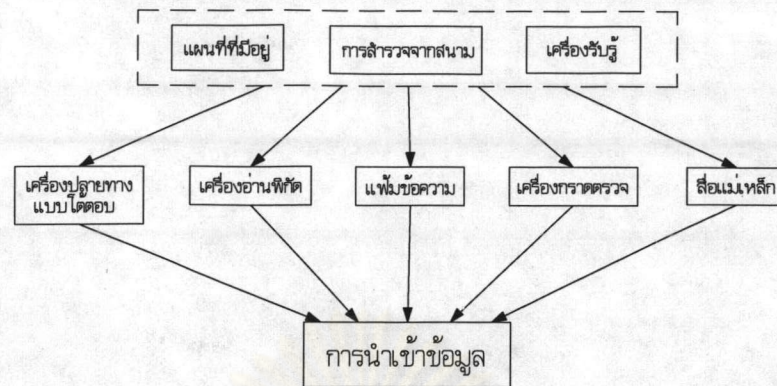 แผนที่ที่มีอยู่
การสำรวจจากสนาม
เครื่องรับรู้
เครื่องปลายทาง
แบบโต้ตอบ
เครื่องอ่านพิกัด
แฟ้มข้อความ
เครื่องกราดตรวจ
สื่อแม่เหล็ก
การนำเข้าข้อมูล